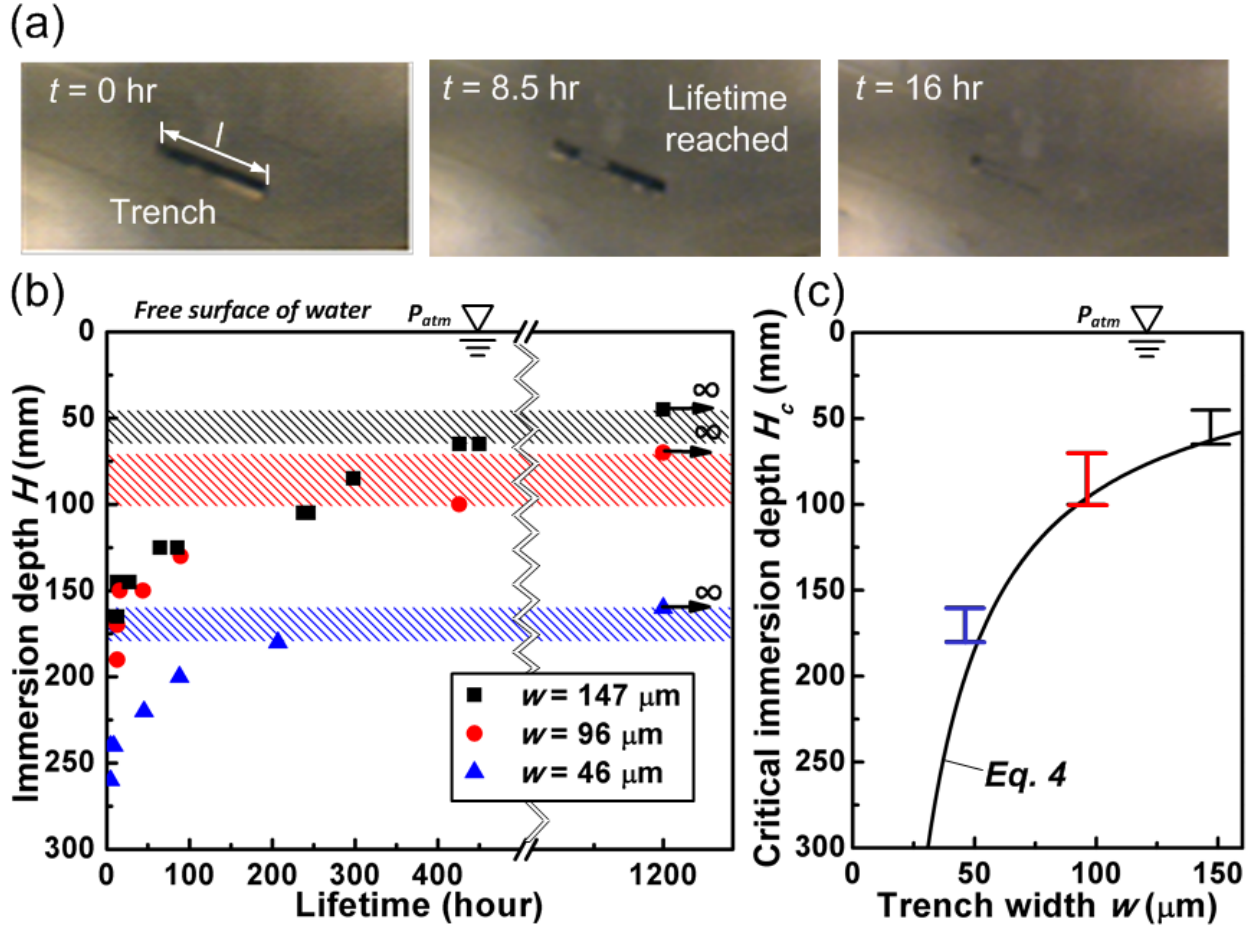 (a)
t = 0 hr
l
Trench
t = 8.5 hr
Lifetime
reached
t = 16 hr
(b)
Free surface of water
P_atm
0
50
100
150
200
250
300
Immersion depth H (mm)
∞
∞
∞
w = 147 μm
w = 96 μm
w = 46 μm
0
100
200
300
400
1200
Lifetime (hour)
(c)
P_atm
0
50
100
150
200
250
300
Critical immersion depth H_c (mm)
Eq. 4
0
50
100
150
Trench width w (μm)